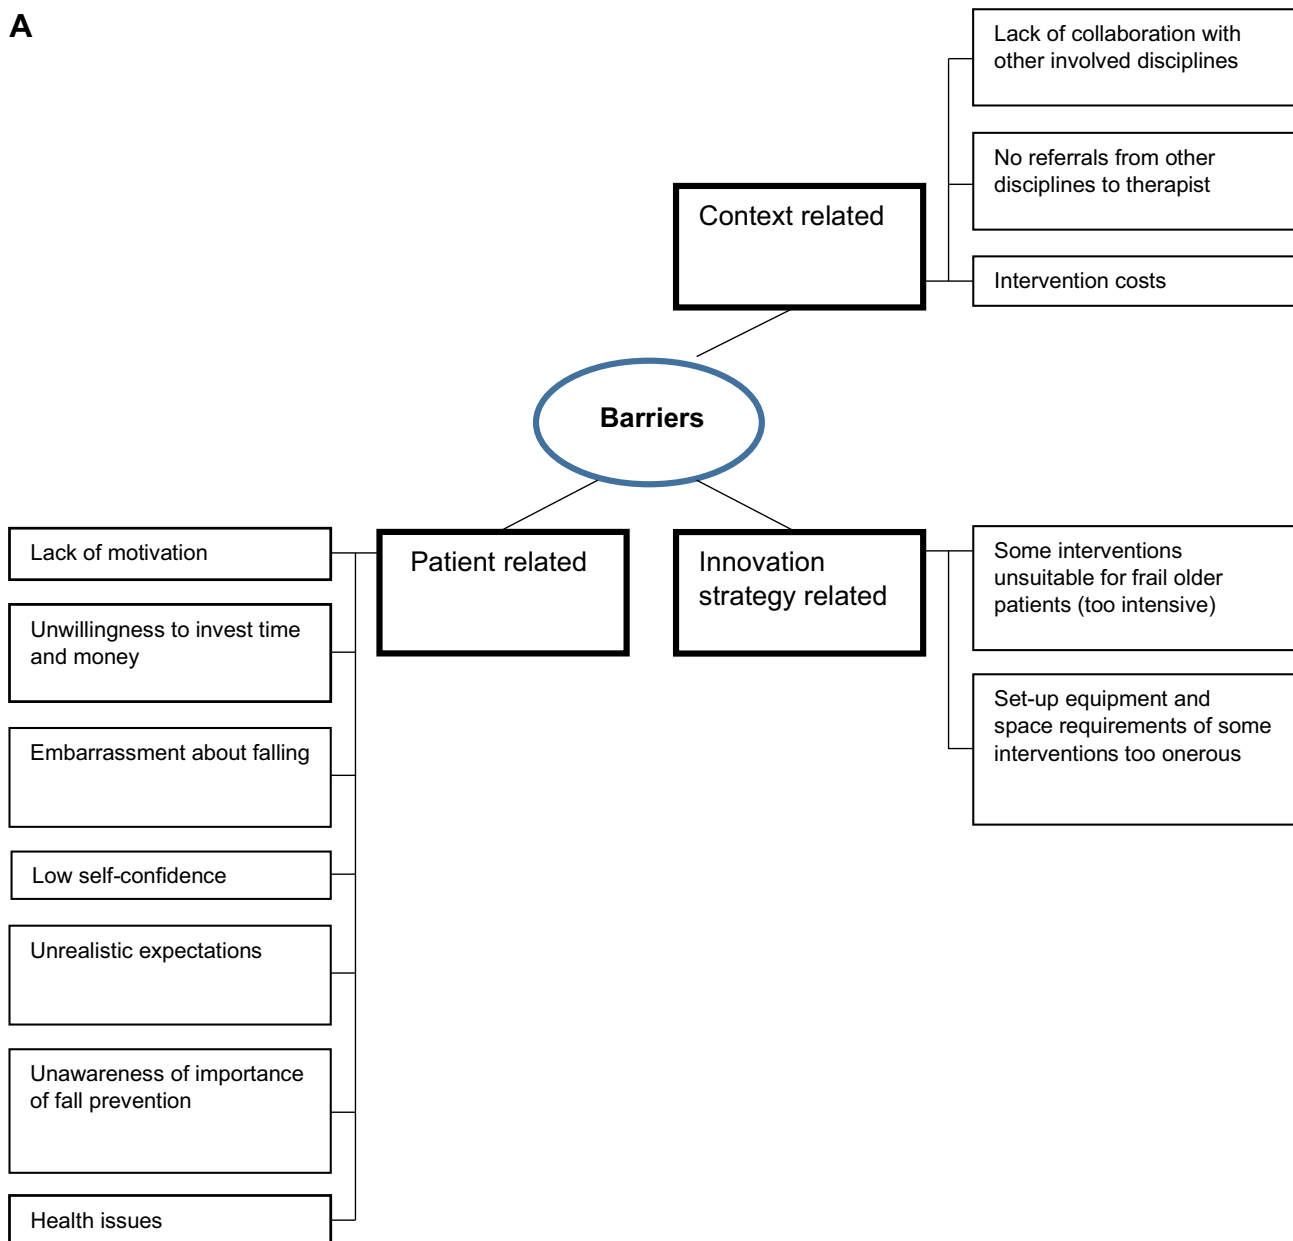 A
Lack of collaboration with
other involved disciplines
No referrals from other
disciplines to therapist
Context related
Intervention costs
Barriers
Lack of motivation
Patient related
Innovation
strategy related
Some interventions
unsuitable for frail older
patients (too intensive)
Unwillingness to invest time
and money
Set-up equipment and
space requirements of some
interventions too onerous
Embarrassment about falling
Low self-confidence
Unrealistic expectations
Unawareness of importance
of fall prevention
Health issues